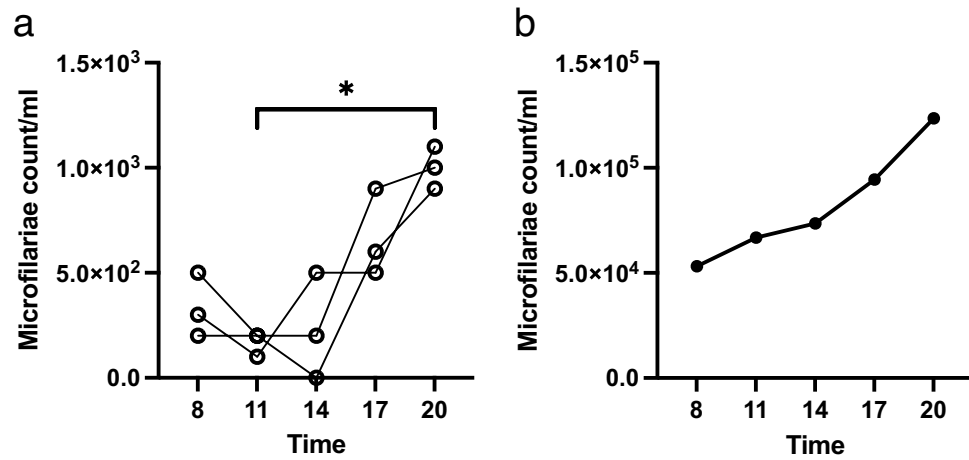 a
Microfilariae count/ml
1.5×10³
1.0×10³
5.0×10²
0.0
*
8 11 14 17 20
Time
b
Microfilariae count/ml
1.5×10⁵
1.0×10⁵
5.0×10⁴
0.0
8 11 14 17 20
Time